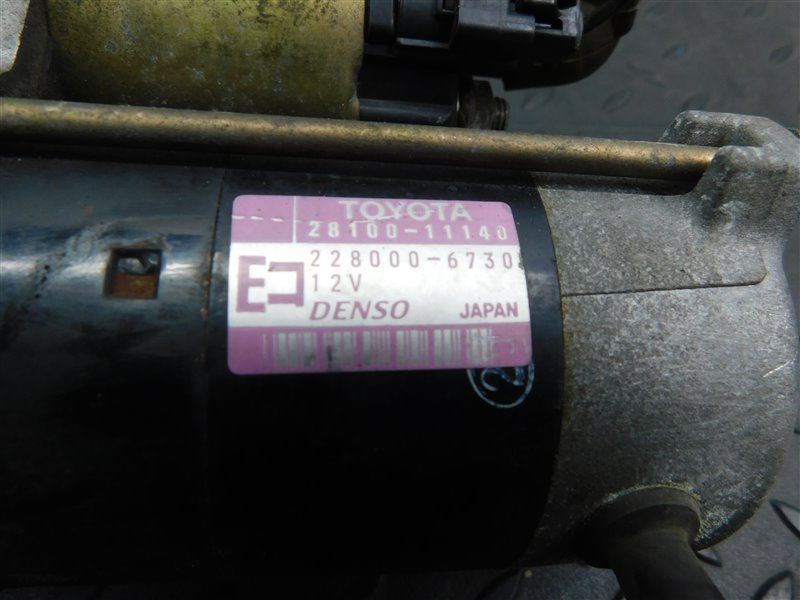 TOYOTA
28100-11140
228000-6730
12V
DENSO JAPAN